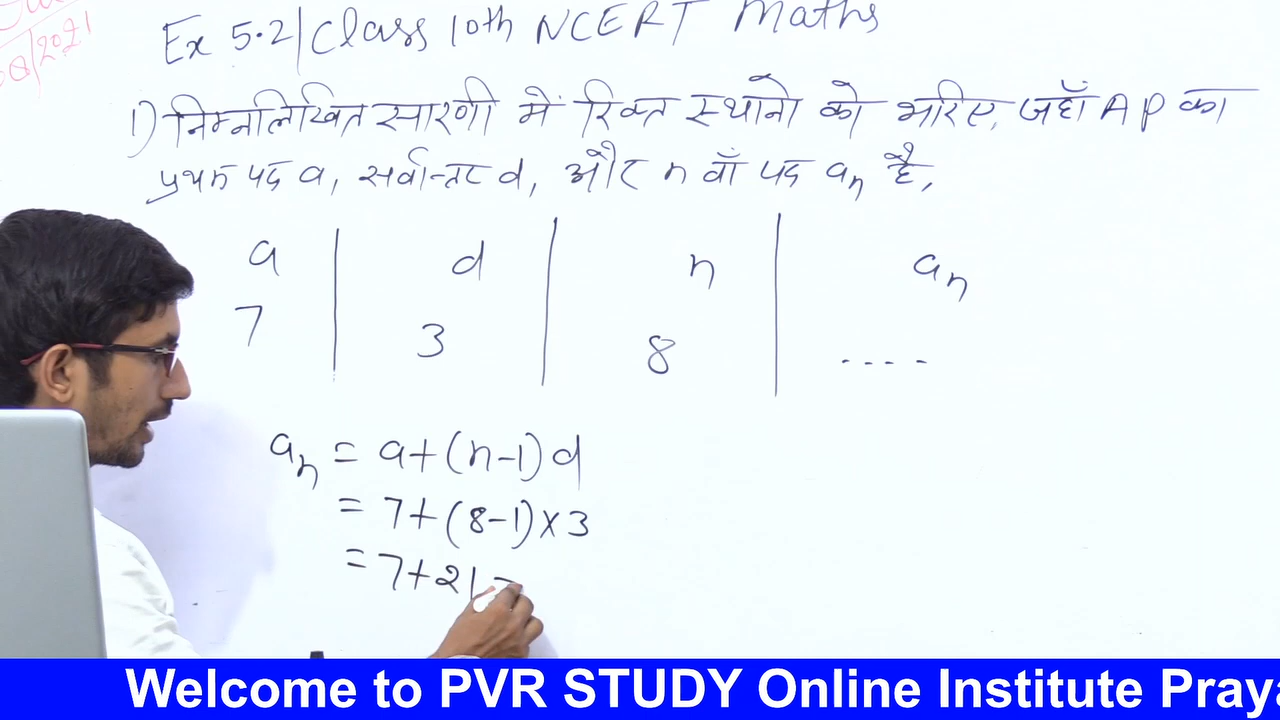 08/2021
Ex 5.2/Class 10th NCERT Maths
1) निम्नलिखित सारणी में रिक्त स्थानो को भरिए, जहाँ AP का
प्रथम पद a, सर्वान्तर d, और n वाँ पद aₙ है,
a d n aₙ
7 3 8 ....
aₙ = a+(n-1)d
= 7+(8-1)×3
= 7+21 =
Welcome to PVR STUDY Online Institute Praya